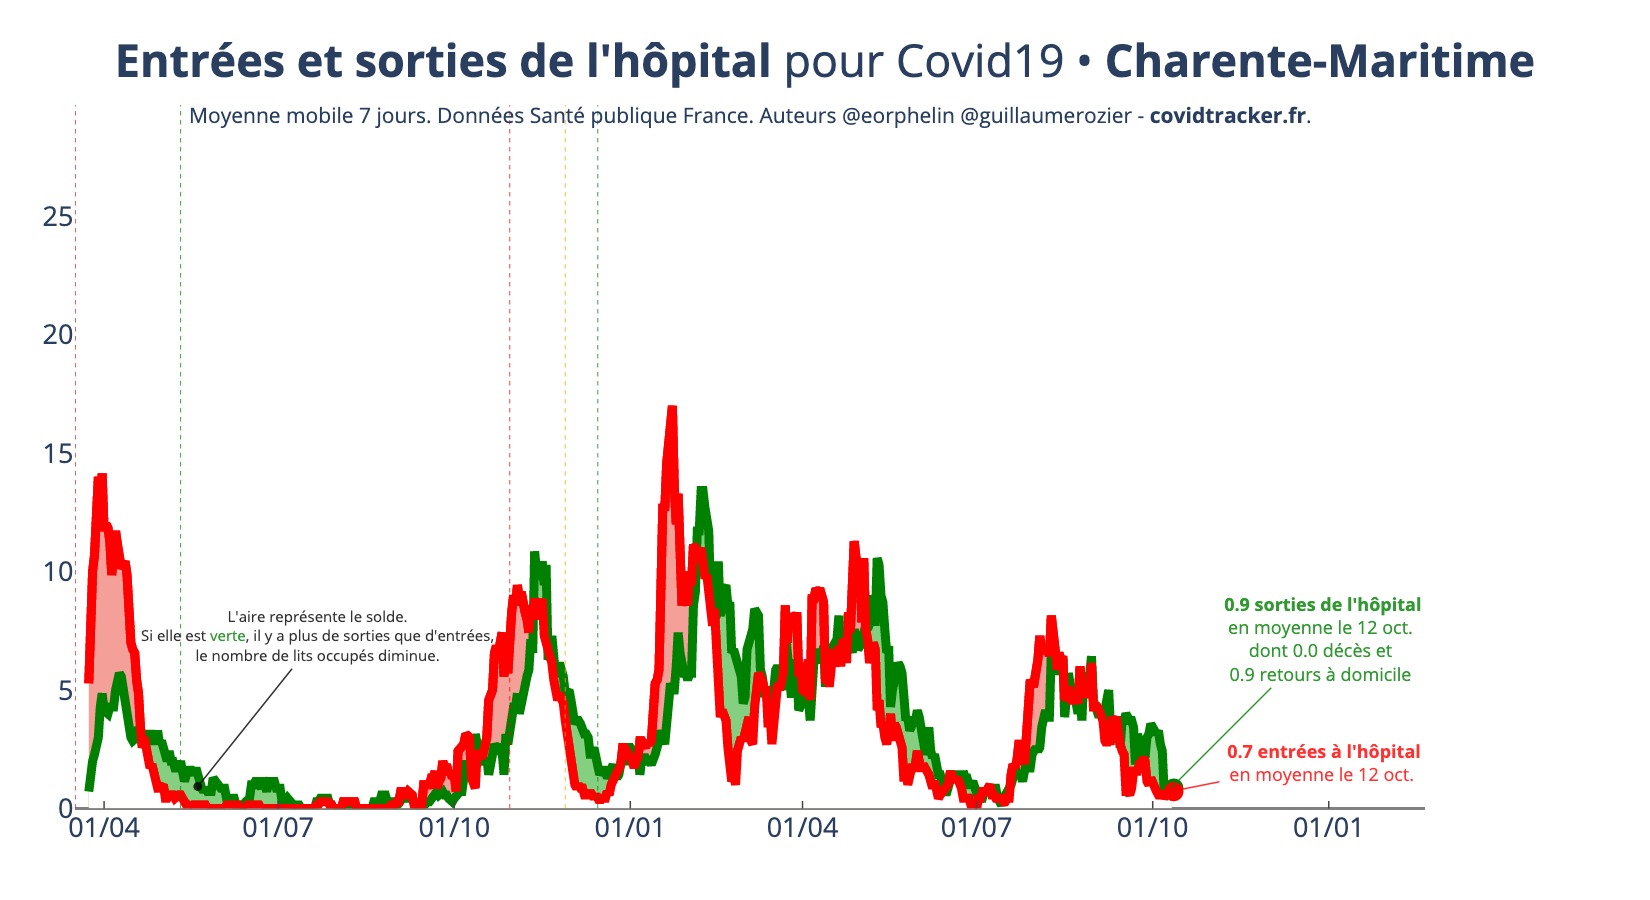 Entrées et sorties de l'hôpital pour Covid19 • Charente-Maritime
Moyenne mobile 7 jours. Données Santé publique France. Auteurs @eorphelin @guillaumerozier - covidtracker.fr.
25
20
15
10
5
0
L'aire représente le solde.
Si elle est verte, il y a plus de sorties que d'entrées,
le nombre de lits occupés diminue.
0.9 sorties de l'hôpital
en moyenne le 12 oct.
dont 0.0 décès et
0.9 retours à domicile
0.7 entrées à l'hôpital
en moyenne le 12 oct.
01/04 01/07 01/10 01/01 01/04 01/07 01/10 01/01